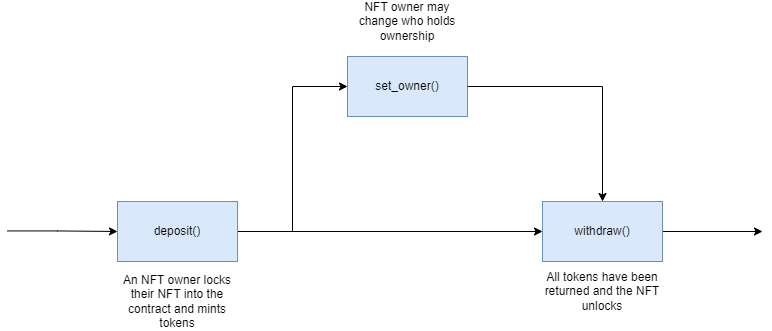 NFT owner may
change who holds
ownership
set_owner()
deposit()
withdraw()
An NFT owner locks
their NFT into the
contract and mints
tokens
All tokens have been
returned and the NFT
unlocks